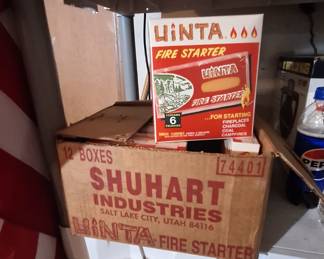 UINTA
FIRE STARTER
UINTA
FIRE STARTER
CONTAINS
6
...FOR STARTING
FIREPLACES
CHARCOAL
COAL
CAMPFIRES
12 BOXES
74401
SHUHART
INDUSTRIES
SALT LAKE CITY, UTAH 84116
UINTA FIRE STARTER